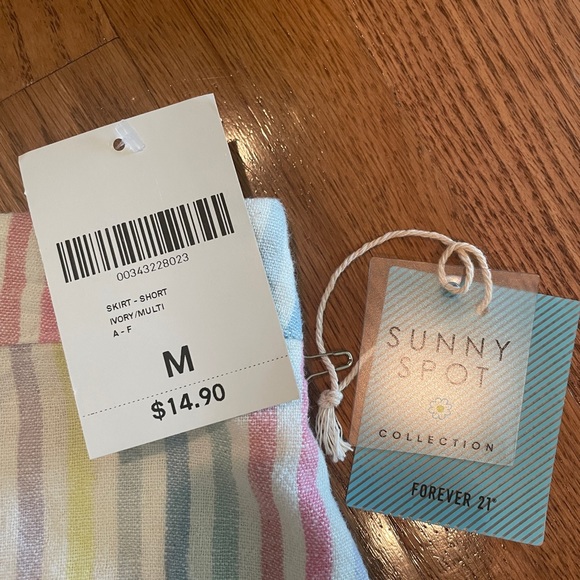 00343228023
SKIRT - SHORT
IVORY/MULTI
A - F
M
$14.90
SUNNY
SPOT
COLLECTION
FOREVER 21®